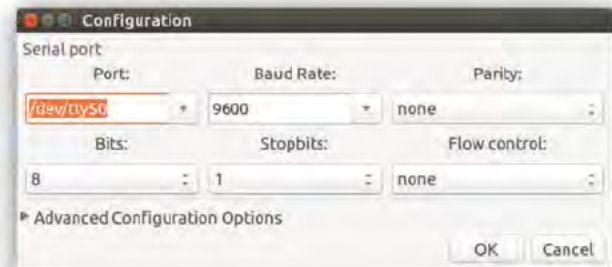 Configuration
Serial port
Port: Baud Rate: Parity:
/dev/ttyS0 9600 none
Bits: Stopbits: Flow control:
8 1 none
Advanced Configuration Options
OK Cancel